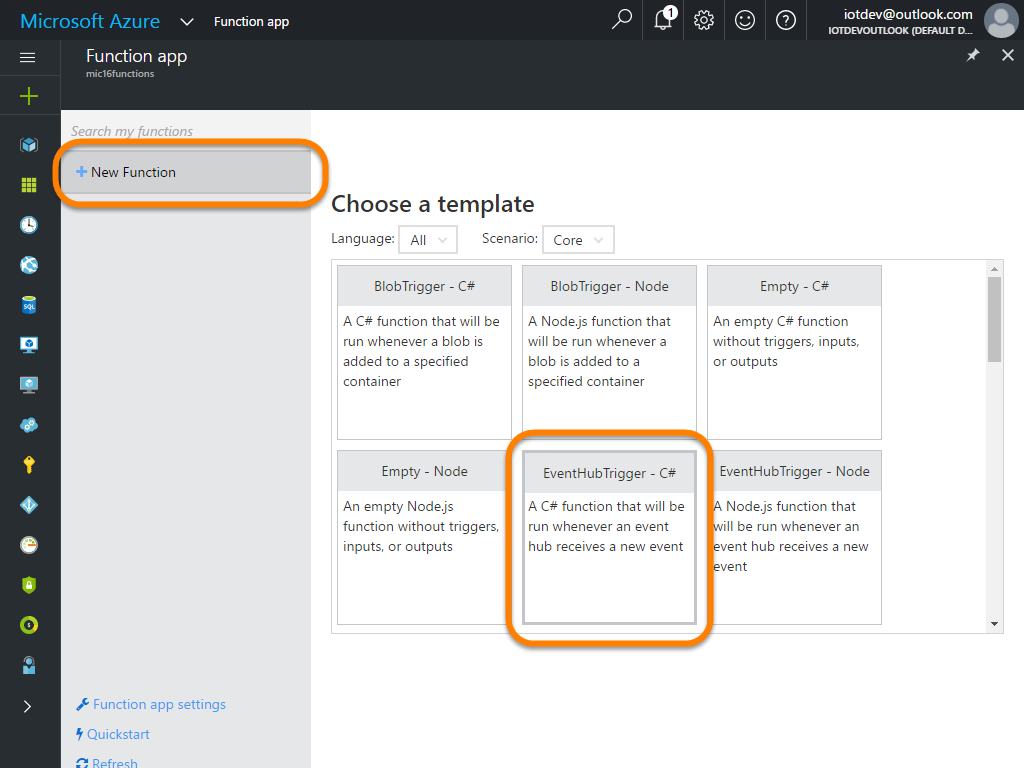 Microsoft Azure
Function app
1
iotdev@outlook.com
IOTDEVOUTLOOK (DEFAULT D...
Function app
mic16functions
Search my functions
New Function
Choose a template
Language: All
Scenario: Core
BlobTrigger - C#
A C# function that will be
run whenever a blob is
added to a specified
container
BlobTrigger - Node
A Node.js function that
will be run whenever a
blob is added to a
specified container
Empty - C#
An empty C# function
without triggers, inputs,
or outputs
Empty - Node
An empty Node.js
function without triggers,
inputs, or outputs
EventHubTrigger - C#
A C# function that will be
run whenever an event
hub receives a new event
EventHubTrigger - Node
A Node.js function that
will be run whenever an
event hub receives a new
event
SQL
Function app settings
Quickstart
Refresh